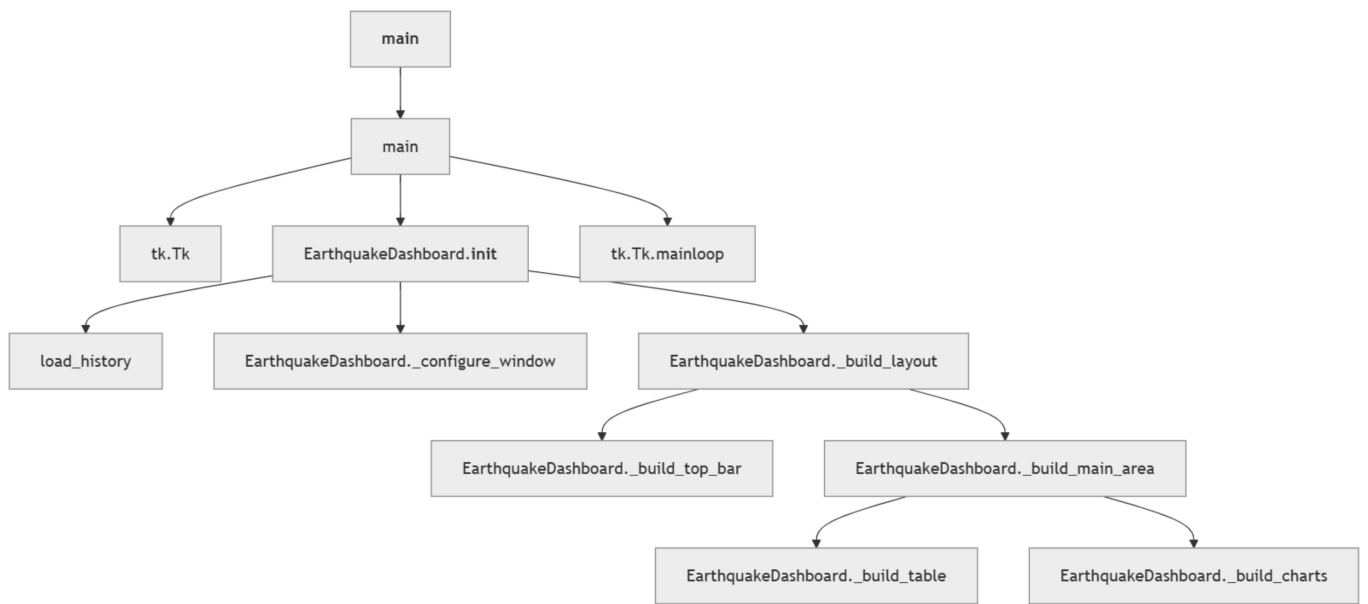 main
main
tk.Tk
EarthquakeDashboard.init
tk.Tk.mainloop
load_history
EarthquakeDashboard._configure_window
EarthquakeDashboard._build_layout
EarthquakeDashboard._build_top_bar
EarthquakeDashboard._build_main_area
EarthquakeDashboard._build_table
EarthquakeDashboard._build_charts